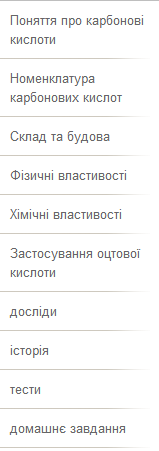 Поняття про карбонові
кислоти
Номенклатура
карбонових кислот
Склад та будова
Фізичні властивості
Хімічні властивості
Застосування оцтової
кислоти
досліди
історія
тести
домашнє завдання